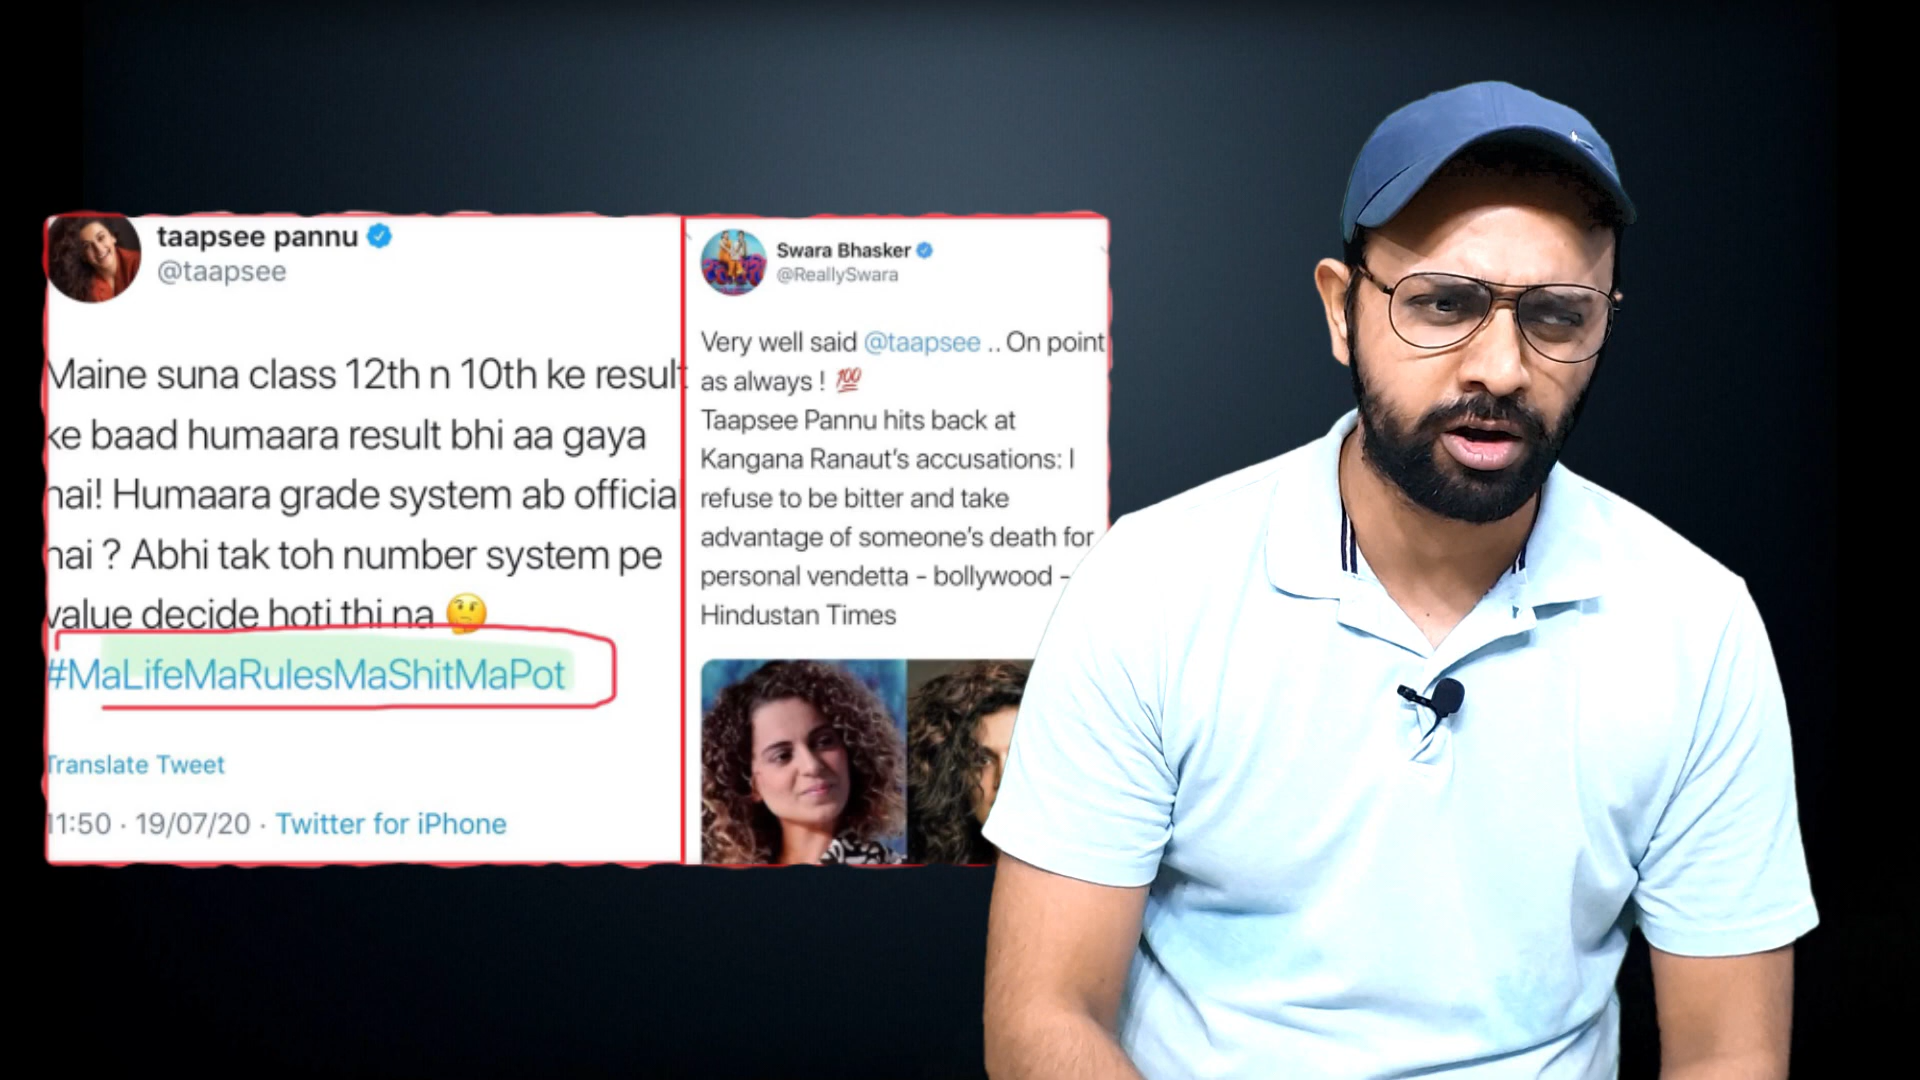 taapsee pannu
@taapsee
Maine suna class 12th n 10th ke result
ke baad humaara result bhi aa gaya
hai! Humaara grade system ab official
hai ? Abhi tak toh number system pe
value decide hoti thi na 🤔
#MaLifeMaRulesMaShitMaPot
Translate Tweet
11:50 · 19/07/20 · Twitter for iPhone
Swara Bhasker
@ReallySwara
Very well said @taapsee .. On point
as always ! 💯
Taapsee Pannu hits back at
Kangana Ranaut's accusations: I
refuse to be bitter and take
advantage of someone's death for
personal vendetta - bollywood -
Hindustan Times